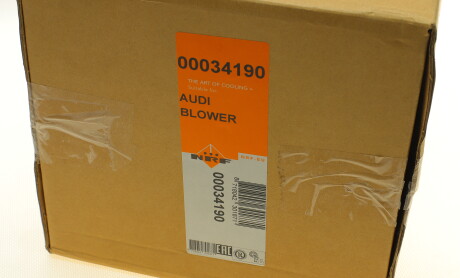 00034190
THE ART OF COOLING
AUDI
BLOWER
NRF
00034190
EAC